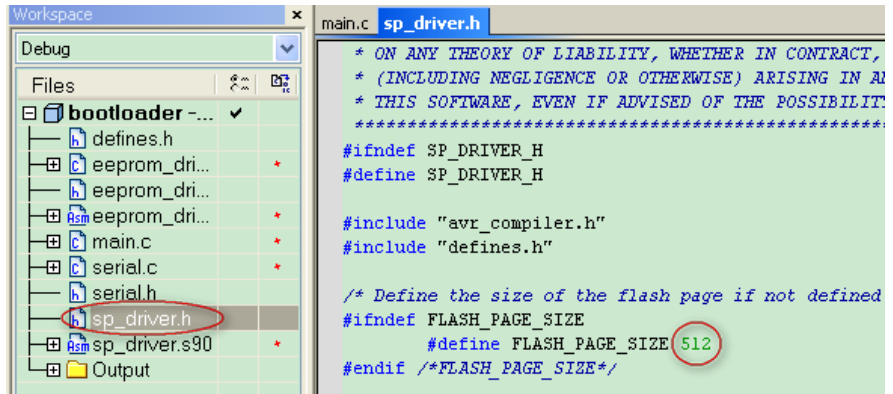 Workspace
Debug
Files
bootloader -...
defines.h
eeprom_dri...
eeprom_dri...
eeprom_dri...
main.c
serial.c
serial.h
sp_driver.h
sp_driver.s90
Output
main.c sp_driver.h
* ON ANY THEORY OF LIABILITY, WHETHER IN CONTRACT,
* (INCLUDING NEGLIGENCE OR OTHERWISE) ARISING IN
* THIS SOFTWARE, EVEN IF ADVISED OF THE
#ifndef SP_DRIVER_H
#define SP_DRIVER_H
#include "avr_compiler.h"
#include "defines.h"
/* Define the size of the flash page if not defined
#ifndef FLASH_PAGE_SIZE
#define FLASH_PAGE_SIZE 512
#endif /*FLASH_PAGE_SIZE*/